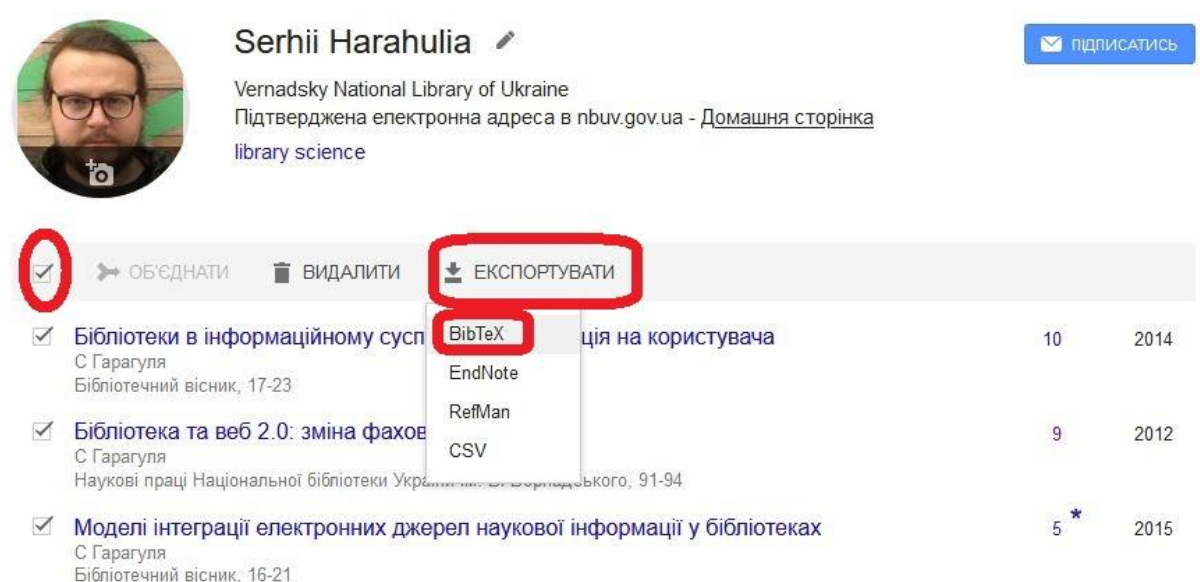 Serhii Harahulia
ПІДПИСАТИСЬ
Vernadsky National Library of Ukraine
Підтверджена електронна адреса в nbuv.gov.ua - Домашня сторінка
library science
ОБ'ЄДНАТИ ВИДАЛИТИ ЕКСПОРТУВАТИ
BibTeX
EndNote
RefMan
CSV
Бібліотеки в інформаційному сусп ція на користувача 10 2014
С Гарагуля
Бібліотечний вісник, 17-23
Бібліотека та веб 2.0: зміна фахов 9 2012
С Гарагуля
Наукові праці Національної бібліотеки Укра 91-94
Моделі інтеграції електронних джерел наукової інформації у бібліотеках 5 * 2015
С Гарагуля
Бібліотечний вісник, 16-21